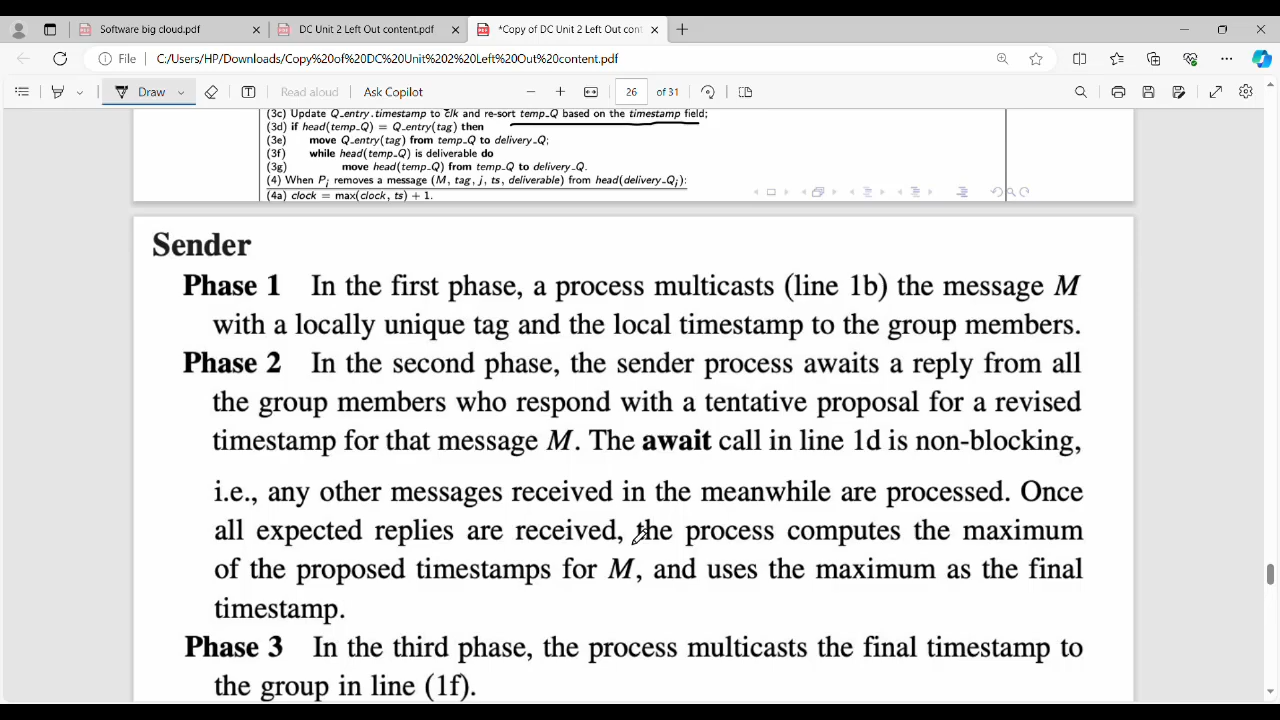 Software big cloud.pdf
DC Unit 2 Left Out content.pdf
*Copy of DC Unit 2 Left Out cont
File C:/Users/HP/Downloads/Copy%20of%20DC%20Unit%202%20Left%20Out%20Content.pdf
Draw
Read aloud
Ask Copilot
26 of 31
(3c) Update Q_entry.timestamp to clk and re-sort temp_Q based on the timestamp field;
(3d) if head(temp_Q) = Q_entry(tag) then
(3e) move Q_entry(tag) from temp_Q to delivery_Q;
(3f) while head(temp_Q) is deliverable do
(3g) move head(temp_Q) from temp_Q to delivery_Q.
(4) When Pj removes a message (M, tag, j, ts, deliverable) from head(delivery_Qj):
(4a) clock = max(clock, ts) + 1.
Sender
Phase 1 In the first phase, a process multicasts (line 1b) the message M
with a locally unique tag and the local timestamp to the group members.
Phase 2 In the second phase, the sender process awaits a reply from all
the group members who respond with a tentative proposal for a revised
timestamp for that message M. The await call in line 1d is non-blocking,
i.e., any other messages received in the meanwhile are processed. Once
all expected replies are received, the process computes the maximum
of the proposed timestamps for M, and uses the maximum as the final
timestamp.
Phase 3 In the third phase, the process multicasts the final timestamp to
the group in line (1f).